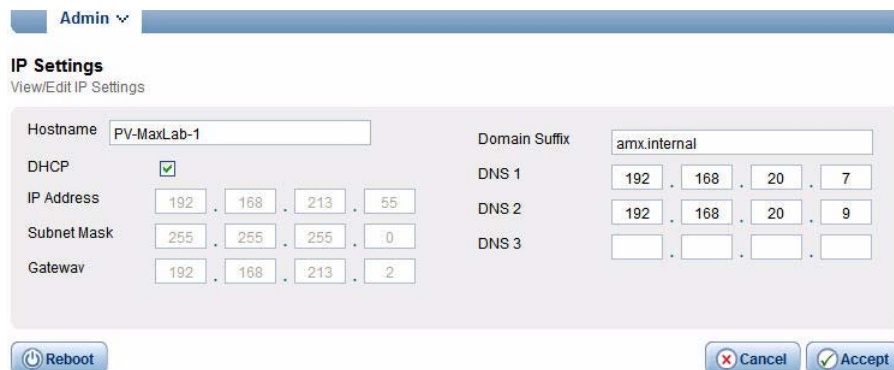 Admin
IP Settings
View/Edit IP Settings
Hostname PV-MaxLab-1
DHCP
IP Address 192 . 168 . 213 . 55
Subnet Mask 255 . 255 . 255 . 0
Gateway 192 . 168 . 213 . 2
Domain Suffix amx.internal
DNS 1 192 . 168 . 20 . 7
DNS 2 192 . 168 . 20 . 9
DNS 3 . . .
Reboot
Cancel
Accept